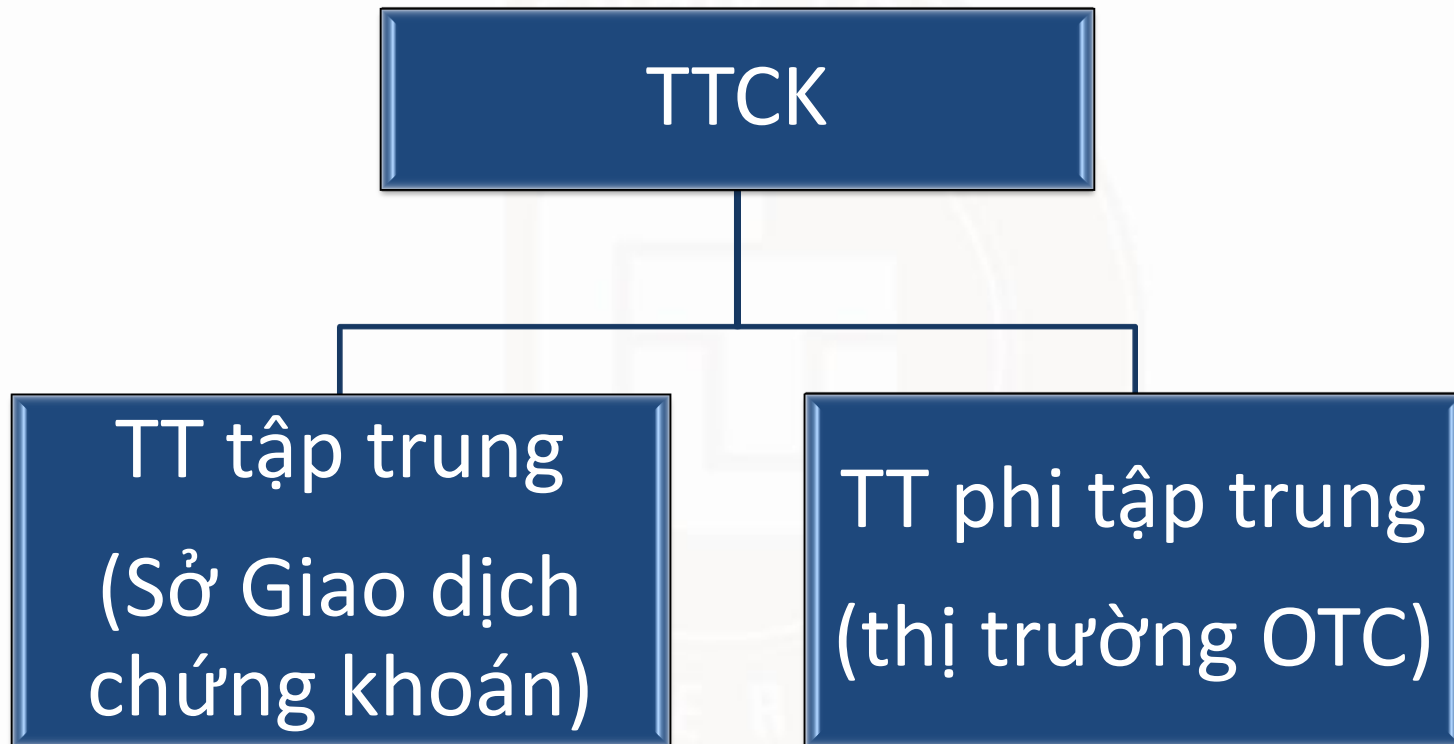 TTCK
TT tập trung
(Sở Giao dịch
chứng khoán)
TT phi tập trung
(thị trường OTC)